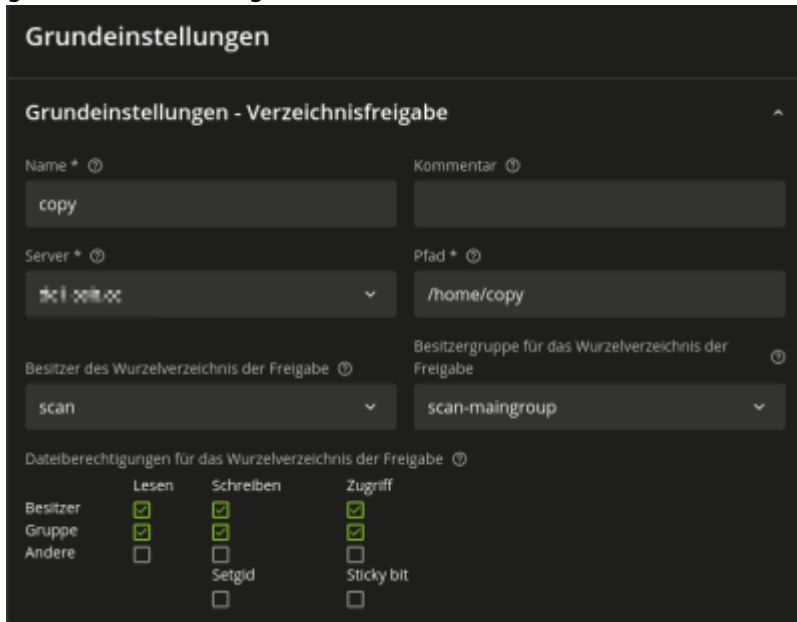 Grundeinstellungen
Grundeinstellungen - Verzeichnisfreigabe
Name * Kommentar
copy
Server * Pfad *
/home/copy
Besitzer des Wurzelverzeichnis der Freigabe Besitzergruppe für das Wurzelverzeichnis der Freigabe
scan scan-maingroup
Dateiberechtigungen für das Wurzelverzeichnis der Freigabe
Lesen Schreiben Zugriff
Besitzer
Gruppe
Andere
Setgid Sticky bit